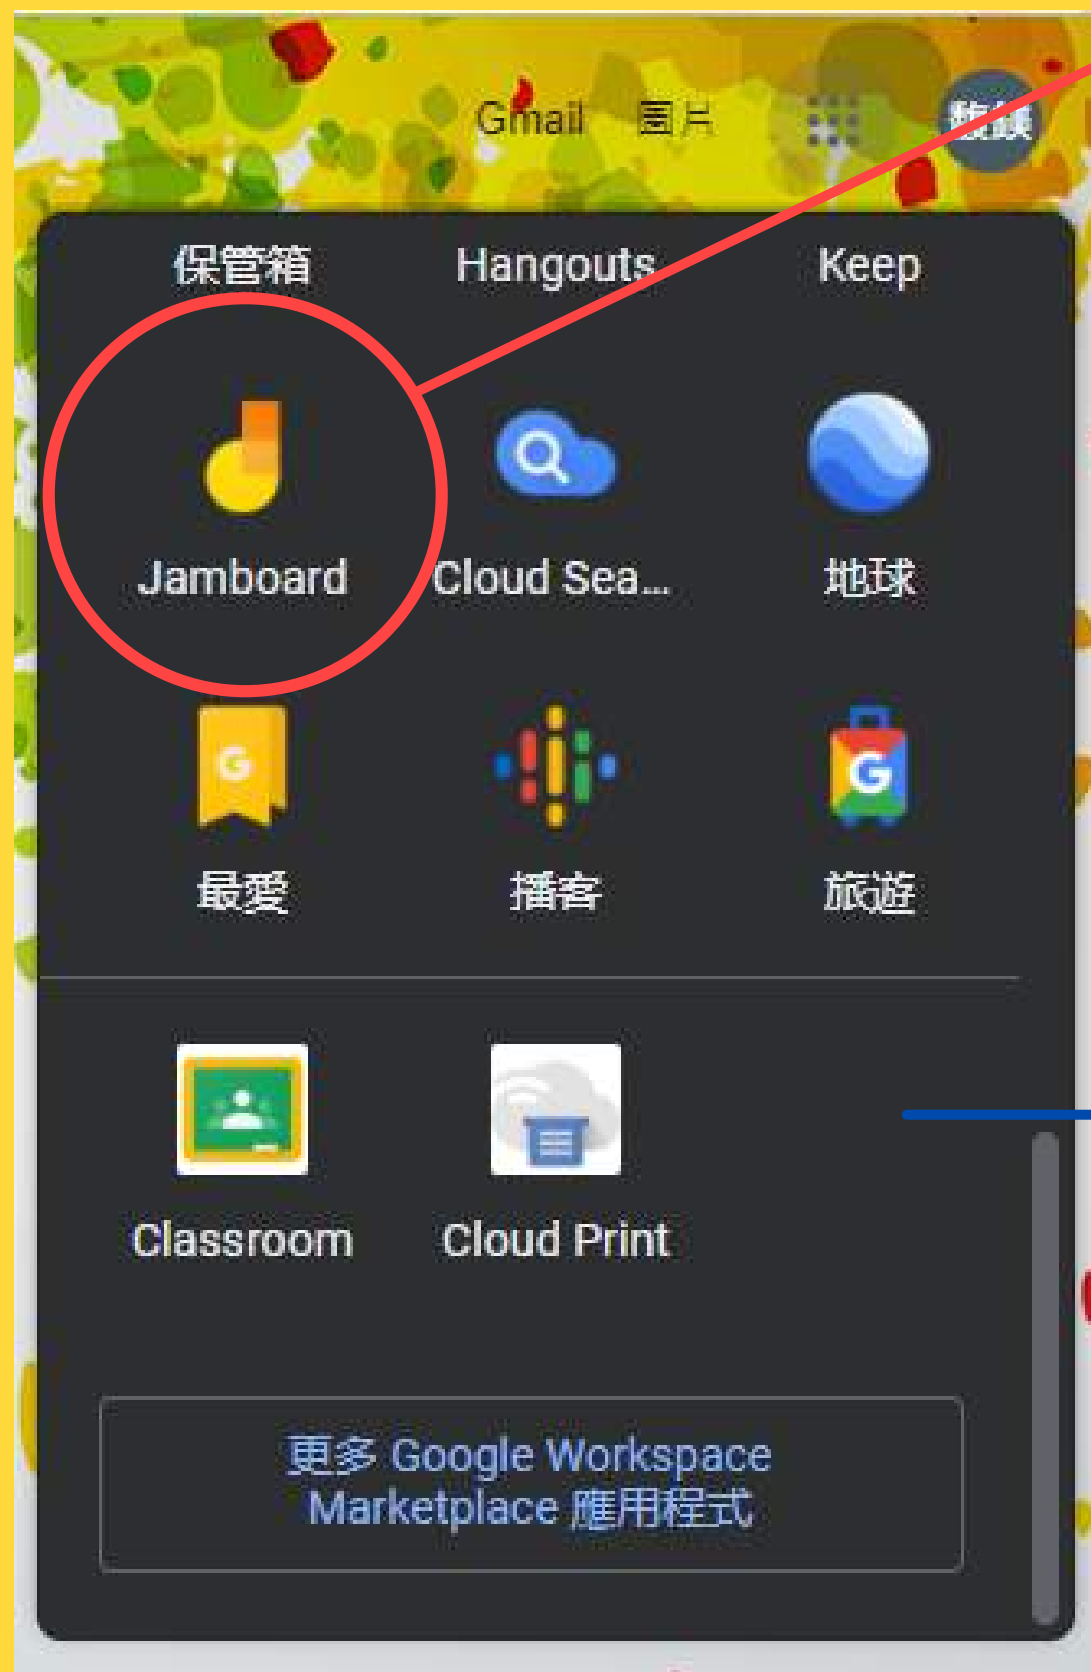 Gmail 圖片
保管箱 Hangouts Keep
Jamboard Cloud Sea... 地球
G G
最愛 播客 旅遊
Classroom Cloud Print
更多 Google Workspace
Marketplace 應用程式